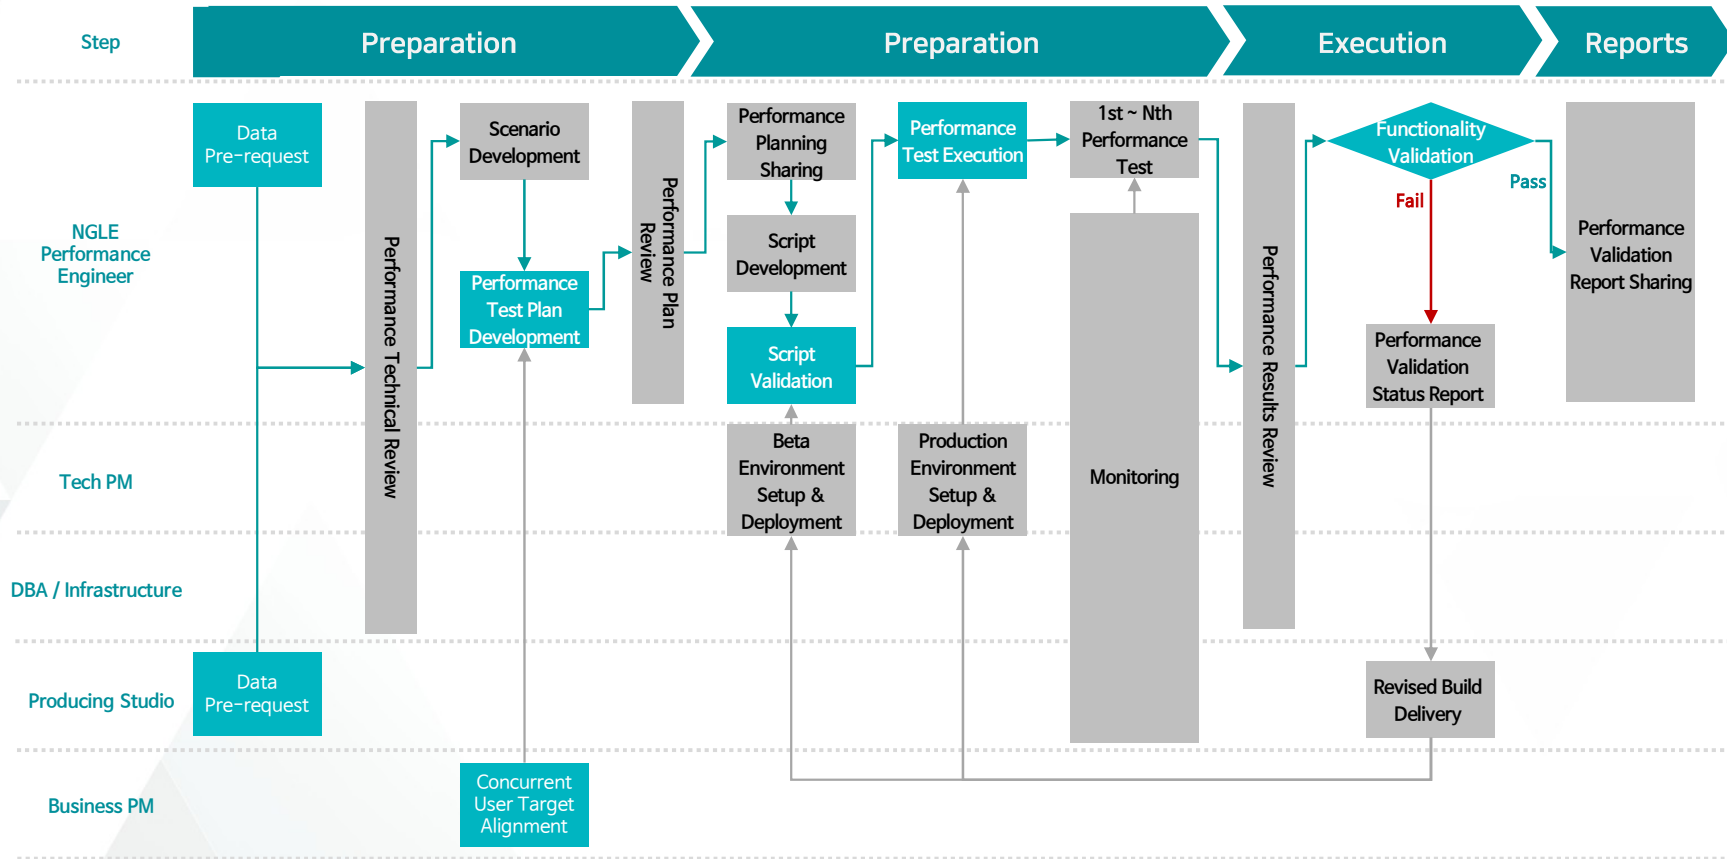 Step
Preparation
Preparation
Execution
Reports
NGLE
Performance
Engineer
Tech PM
DBA / Infrastructure
Producing Studio
Business PM
Data
Pre-request
Data
Pre-request
Performance Technical Review
Scenario
Development
Performance
Test Plan
Development
Concurrent
User Target
Alignment
Performance Plan
Review
Performance
Planning
Sharing
Script
Development
Script
Validation
Beta
Environment
Setup &
Deployment
Performance
Test Execution
Production
Environment
Setup &
Deployment
1st ~ Nth
Performance
Test
Monitoring
Performance Results Review
Functionality
Validation
Fail
Pass
Performance
Validation
Status Report
Revised Build
Delivery
Performance
Validation
Report Sharing